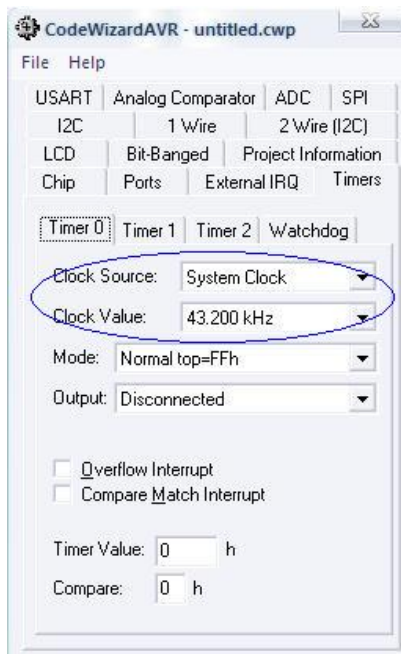 CodeWizardAVR - untitled.cwp
File Help
USART Analog Comparator ADC SPI
I2C 1 Wire 2 Wire (I2C)
LCD Bit-Banged Project Information
Chip Ports External IRQ Timers
Timer 0 Timer 1 Timer 2 Watchdog
Clock Source: System Clock
Clock Value: 43.200 kHz
Mode: Normal top=FFh
Output: Disconnected
Overflow Interrupt
Compare Match Interrupt
Timer Value: 0 h
Compare: 0 h